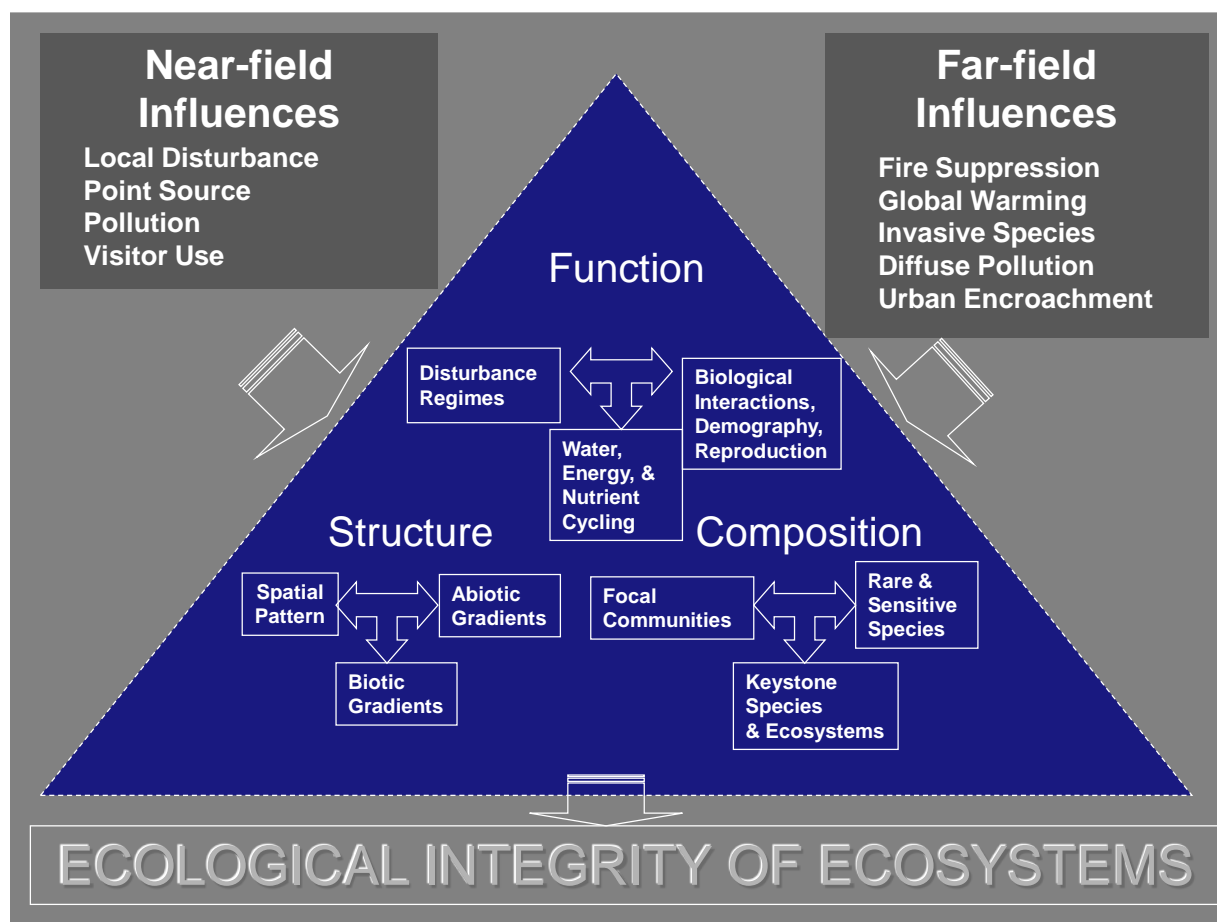 Near-field
Influences
Local Disturbance
Point Source
Pollution
Visitor Use
Far-field
Influences
Fire Suppression
Global Warming
Invasive Species
Diffuse Pollution
Urban Encroachment
Function
Disturbance
Regimes
Biological
Interactions,
Demography,
Reproduction
Water,
Energy, &
Nutrient
Cycling
Structure
Spatial
Pattern
Abiotic
Gradients
Biotic
Gradients
Composition
Focal
Communities
Rare &
Sensitive
Species
Keystone
Species
& Ecosystems
ECOLOGICAL INTEGRITY OF ECOSYSTEMS